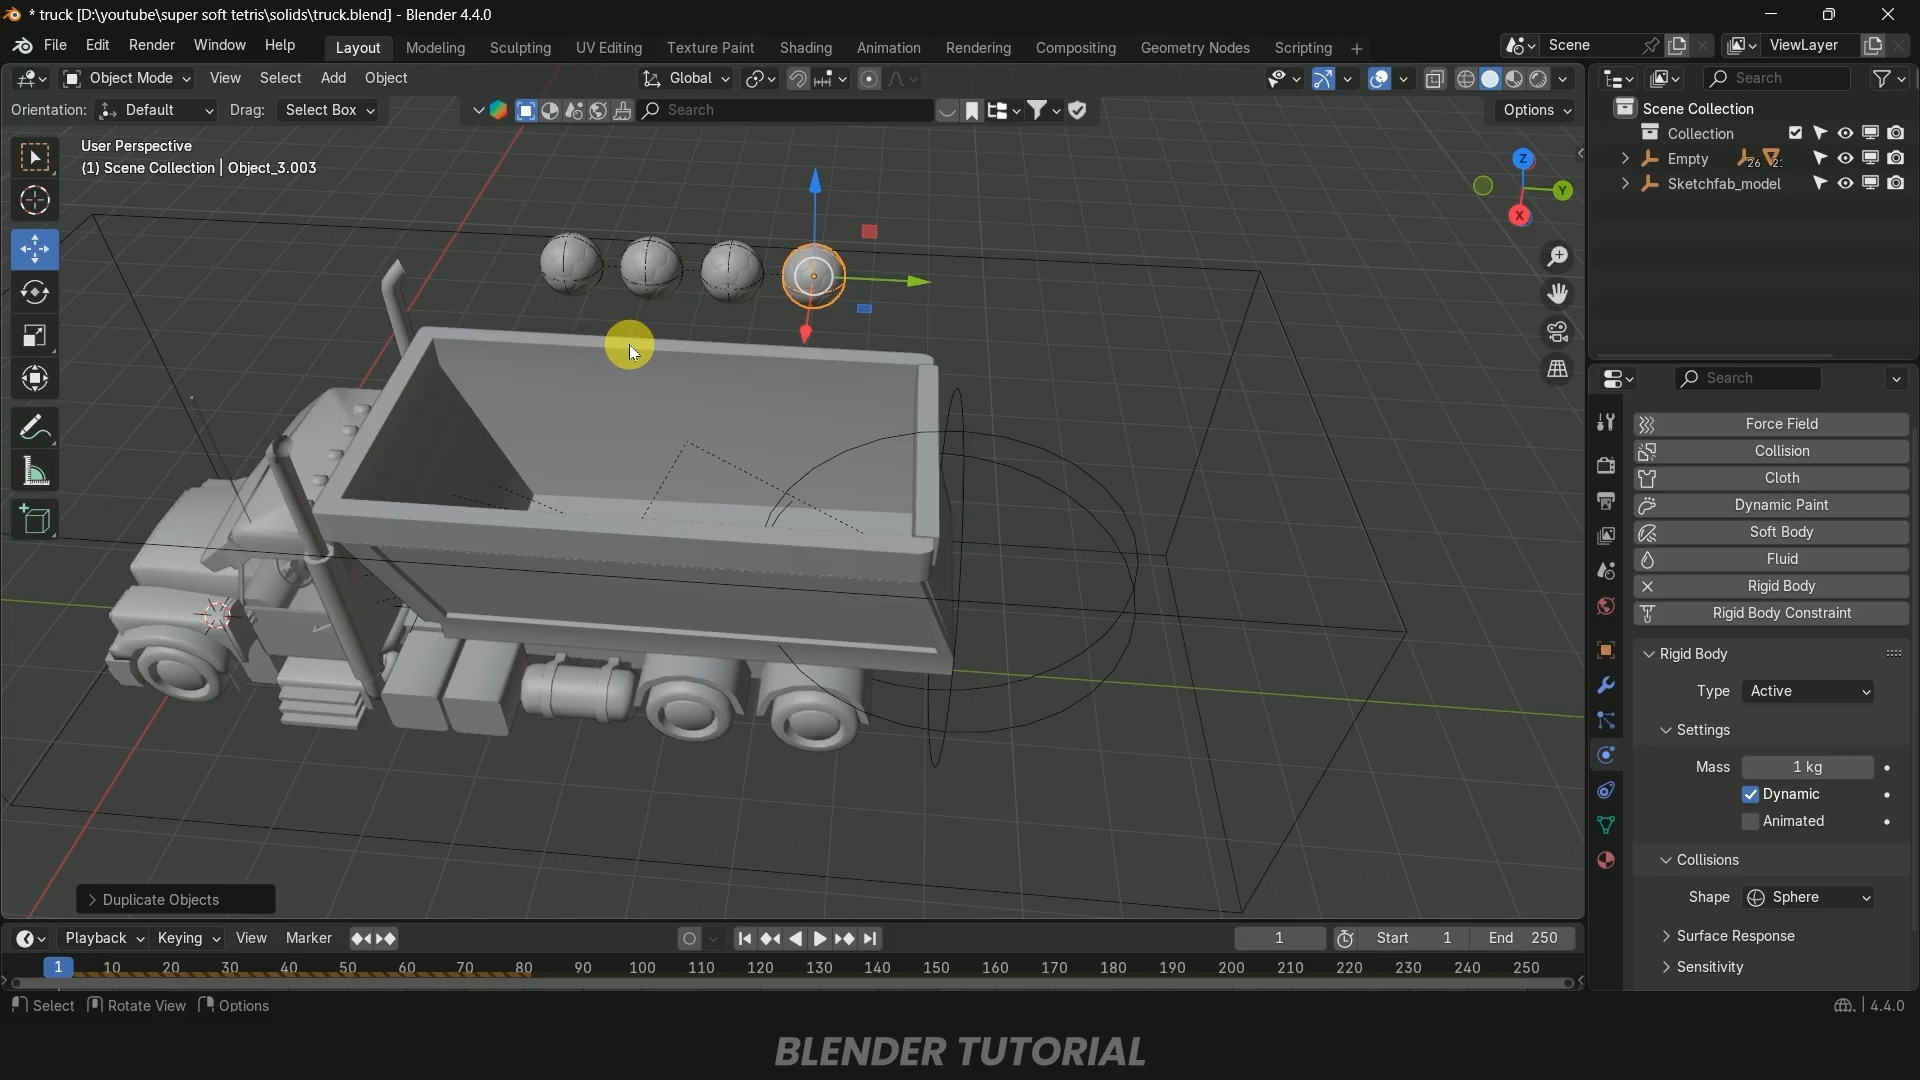 * truck [D:\youtube\super soft tetris\solids\truck.blend] - Blender 4.4.0
File Edit Render Window Help Layout Modeling Sculpting UV Editing Texture Paint Shading Animation Rendering Compositing Geometry Nodes Scripting + Scene ViewLayer
Object Mode View Select Add Object Global Search
Orientation: Default Drag: Select Box Search Options
Scene Collection
Collection
Empty 26
Sketchfab_model
User Perspective
(1) Scene Collection | Object_3.003
Z
Y
X
Search
Force Field
Collision
Cloth
Dynamic Paint
Soft Body
Fluid
Rigid Body
Rigid Body Constraint
Rigid Body
Type Active
Settings
Mass 1 kg
Dynamic
Animated
Collisions
Shape Sphere
Surface Response
Sensitivity
Duplicate Objects
Playback Keying View Marker 1 Start 1 End 250
1 10 20 30 40 50 60 70 80 90 100 110 120 130 140 150 160 170 180 190 200 210 220 230 240 250
Select Rotate View Options 4.4.0
BLENDER TUTORIAL